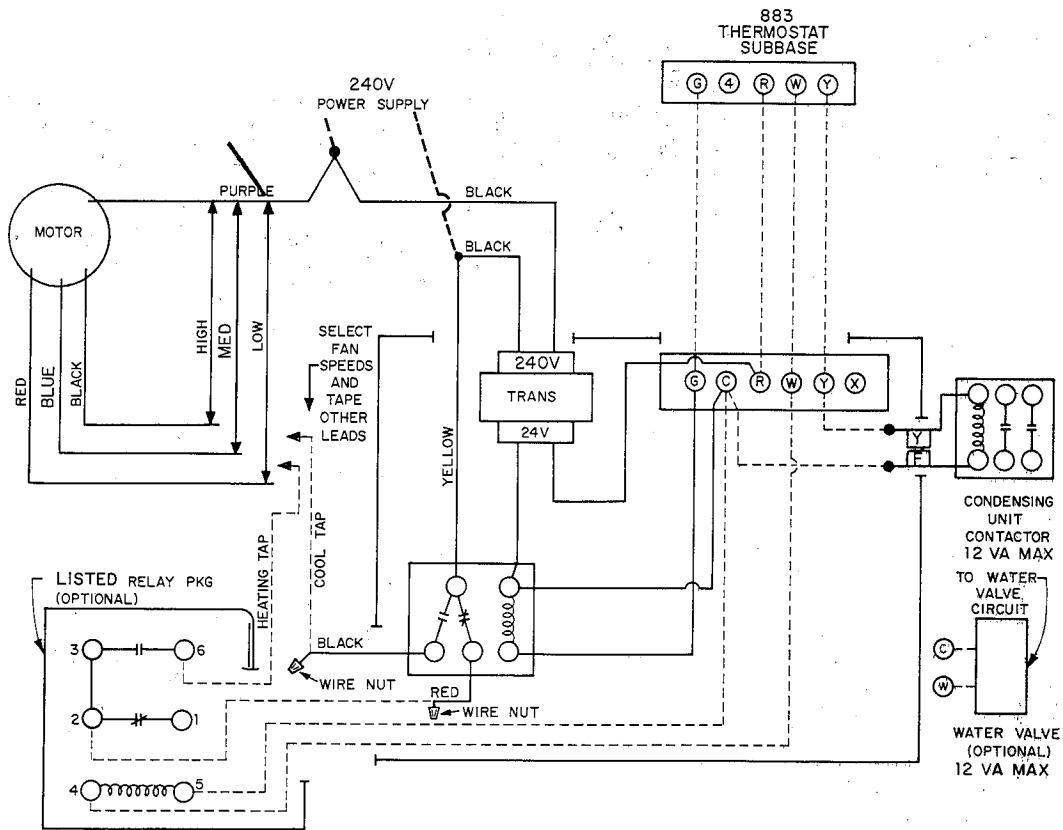 883
THERMOSTAT
SUBBASE
G 4 R W Y
240V
POWER SUPPLY
PURPLE
BLACK
MOTOR
BLACK
HIGH
MED
LOW
RED
BLUE
BLACK
SELECT
FAN
SPEEDS
AND
TAPE
OTHER
LEADS
240V
TRANS
24V
G C R W Y X
YELLOW
Y
F
CONDENSING
UNIT
CONTACTOR
12 VA MAX
HEATING TAP
COOL TAP
LISTED RELAY PKG
(OPTIONAL)
TO WATER
VALVE
CIRCUIT
3 6
BLACK
C
WIRE NUT
W
RED
WIRE NUT
2 1
WATER VALVE
(OPTIONAL)
12 VA MAX
4 5